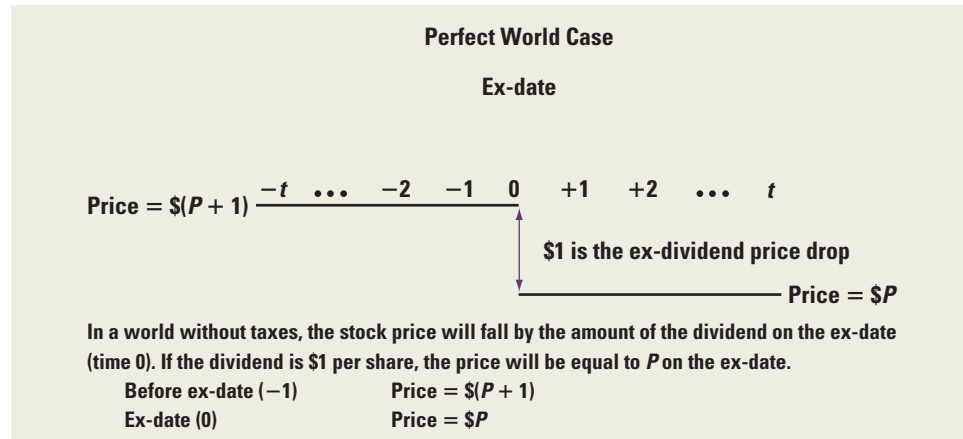 Perfect World Case
Ex-date
Price = $(P + 1)
−t ••• −2 −1 0 +1 +2 ••• t
$1 is the ex-dividend price drop
Price = $P
In a world without taxes, the stock price will fall by the amount of the dividend on the ex-date
(time 0). If the dividend is $1 per share, the price will be equal to P on the ex-date.
Before ex-date (−1) Price = $(P + 1)
Ex-date (0) Price = $P